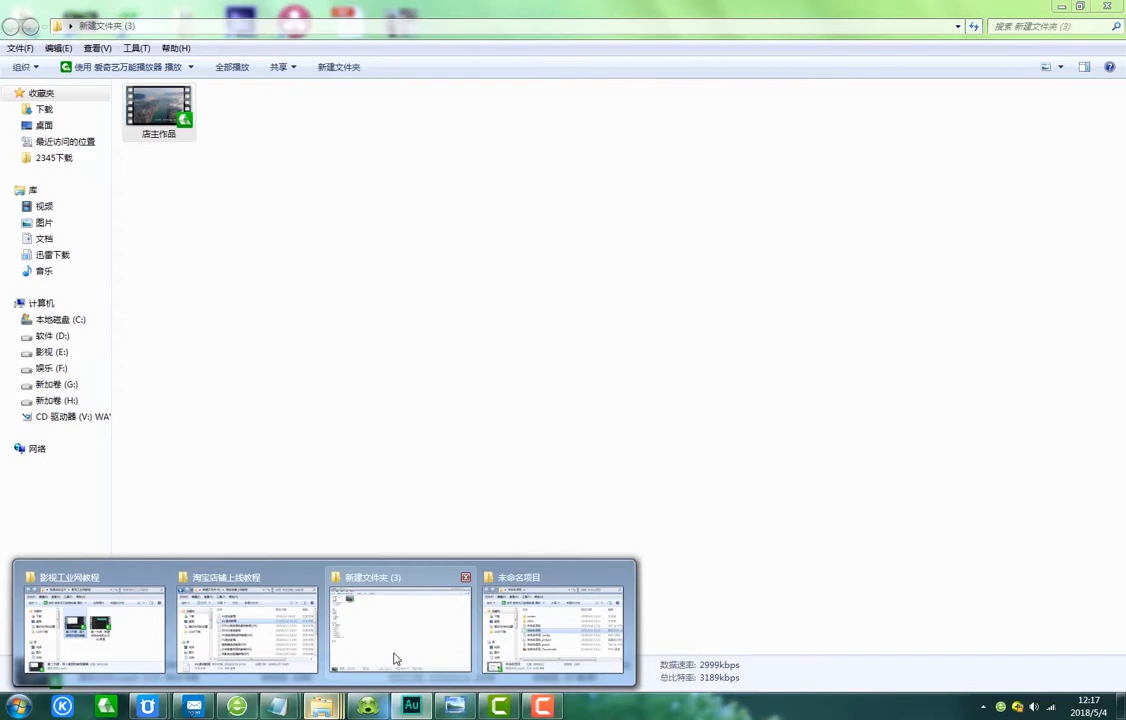 新建文件夹 (3)
搜索 新建文件夹 (3)
文件(F) 编辑(E) 查看(V) 工具(T) 帮助(H)
组织 使用 爱奇艺万能播放器 播放 全部播放 共享 新建文件夹
收藏夹
下载
桌面
最近访问的位置
2345下载
库
视频
图片
文档
迅雷下载
音乐
计算机
本地磁盘 (C:)
软件 (D:)
影视 (E:)
娱乐 (F:)
新加卷 (G:)
新加卷 (H:)
CD 驱动器 (V:) WA
网络
店主作品
影视工业网教程
淘宝店铺上线教程
新建文件夹 (3)
未命名项目
数据速率: 2999kbps
总比特率: 3189kbps
Au
12:17
2018/5/4